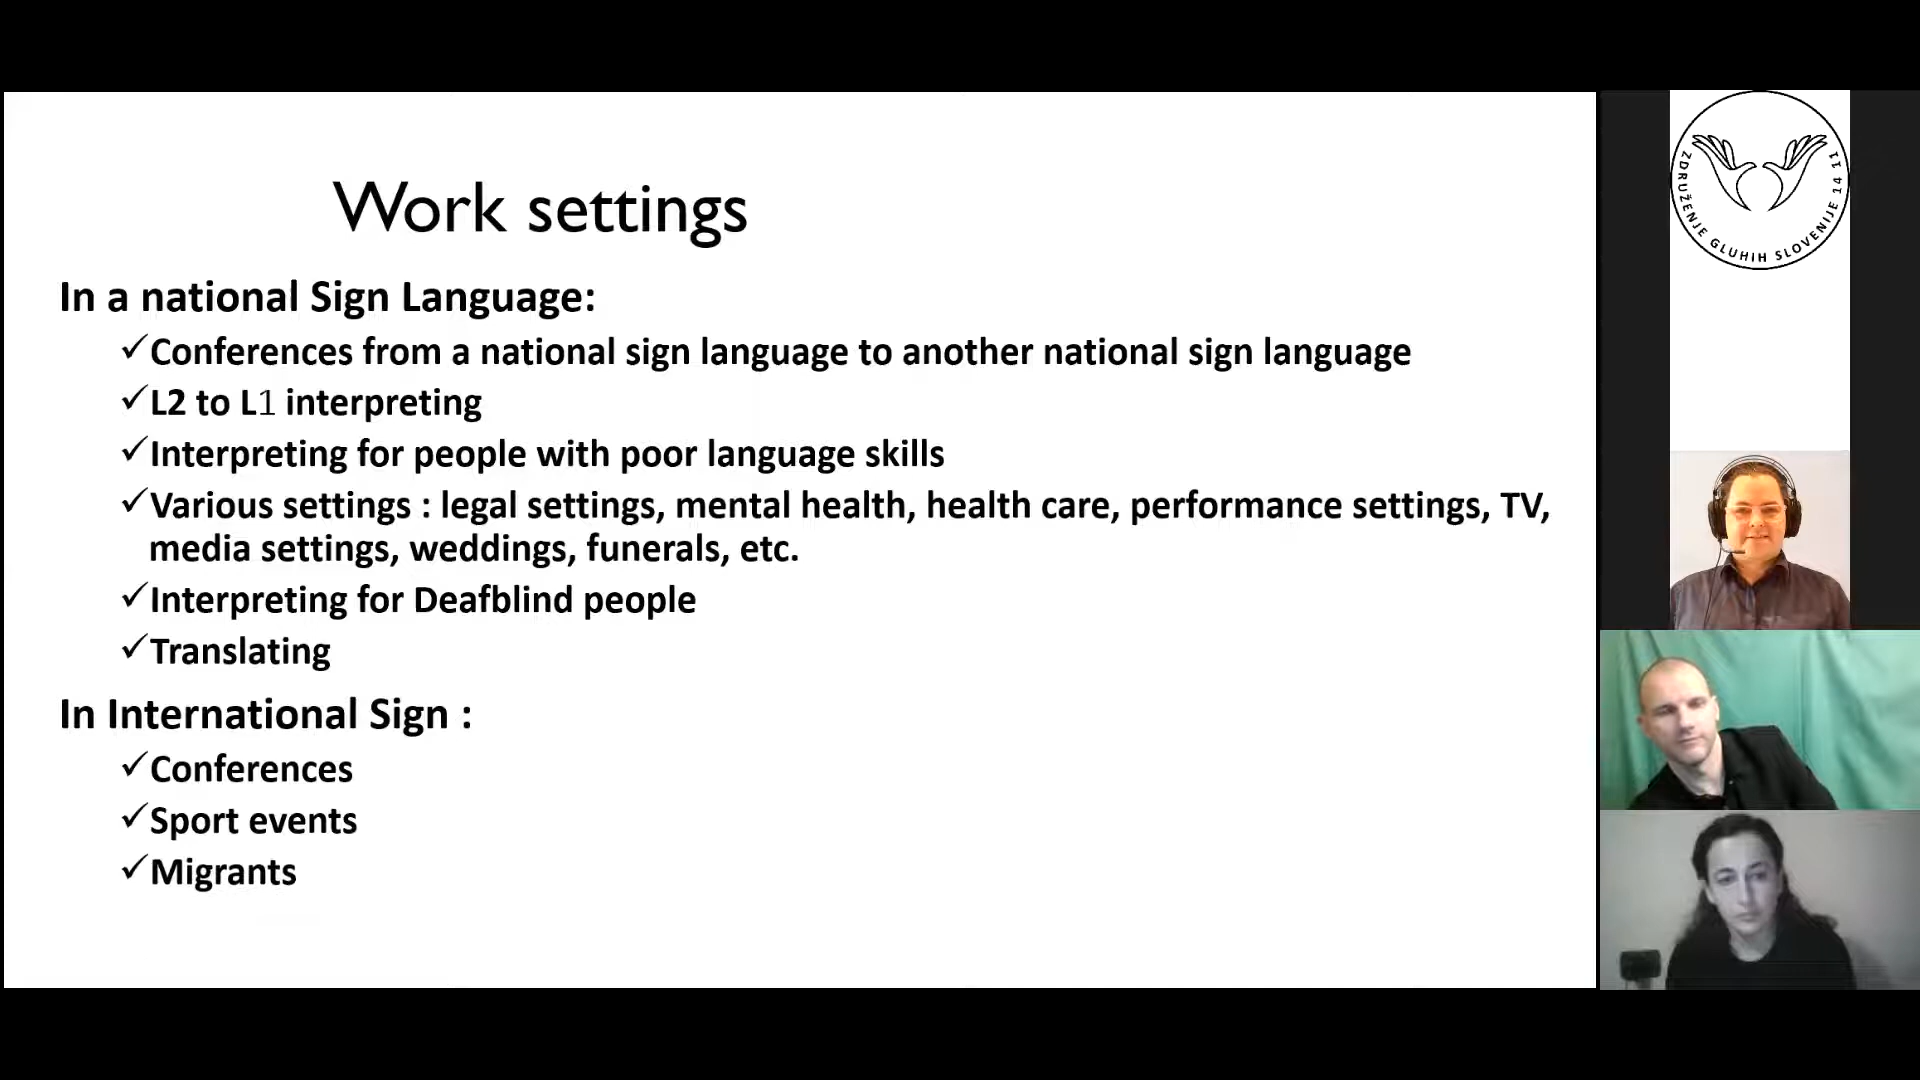 Work settings
In a national Sign Language:
✓Conferences from a national sign language to another national sign language
✓L2 to L1 interpreting
✓Interpreting for people with poor language skills
✓Various settings : legal settings, mental health, health care, performance settings, TV,
media settings, weddings, funerals, etc.
✓Interpreting for Deafblind people
✓Translating
In International Sign :
✓Conferences
✓Sport events
✓Migrants
ZDRUŽENJE GLUHIH SLOVENIJE 14 11